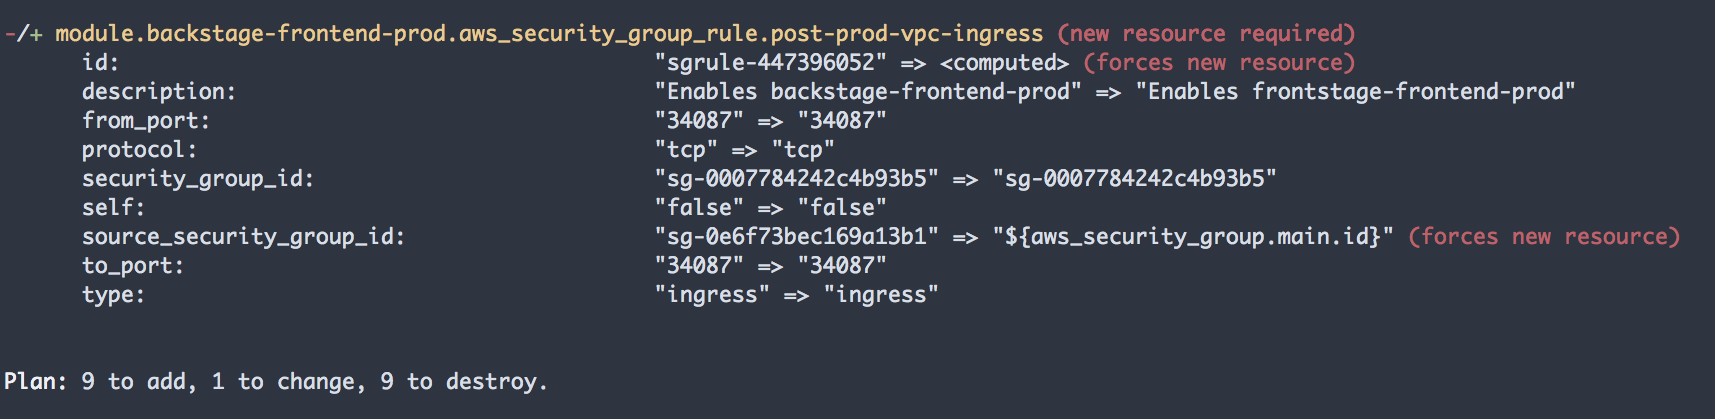 -/+ module.backstage-frontend-prod.aws_security_group_rule.post-prod-vpc-ingress (new resource required)
id: "sgrule-447396052" => <computed> (forces new resource)
description: "Enables backstage-frontend-prod" => "Enables frontstage-frontend-prod"
from_port: "34087" => "34087"
protocol: "tcp" => "tcp"
security_group_id: "sg-0007784242c4b93b5" => "sg-0007784242c4b93b5"
self: "false" => "false"
source_security_group_id: "sg-0e6f73bec169a13b1" => "${aws_security_group.main.id}" (forces new resource)
to_port: "34087" => "34087"
type: "ingress" => "ingress"
Plan: 9 to add, 1 to change, 9 to destroy.